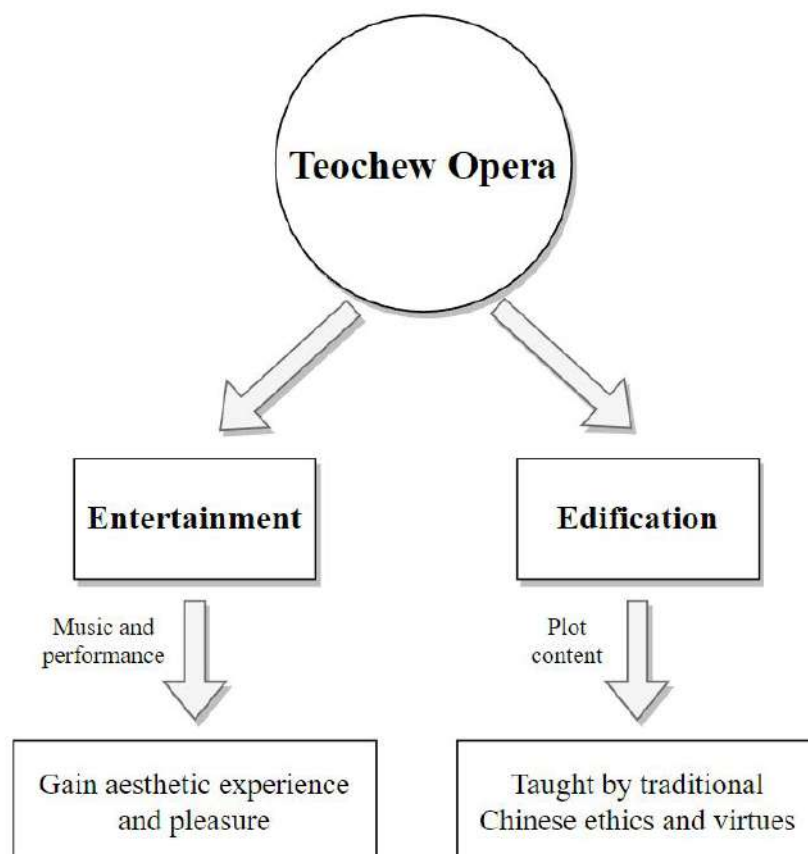 Teochew Opera
Entertainment
Edification
Music and
performance
Plot
content
Gain aesthetic experience
and pleasure
Taught by traditional
Chinese ethics and virtues